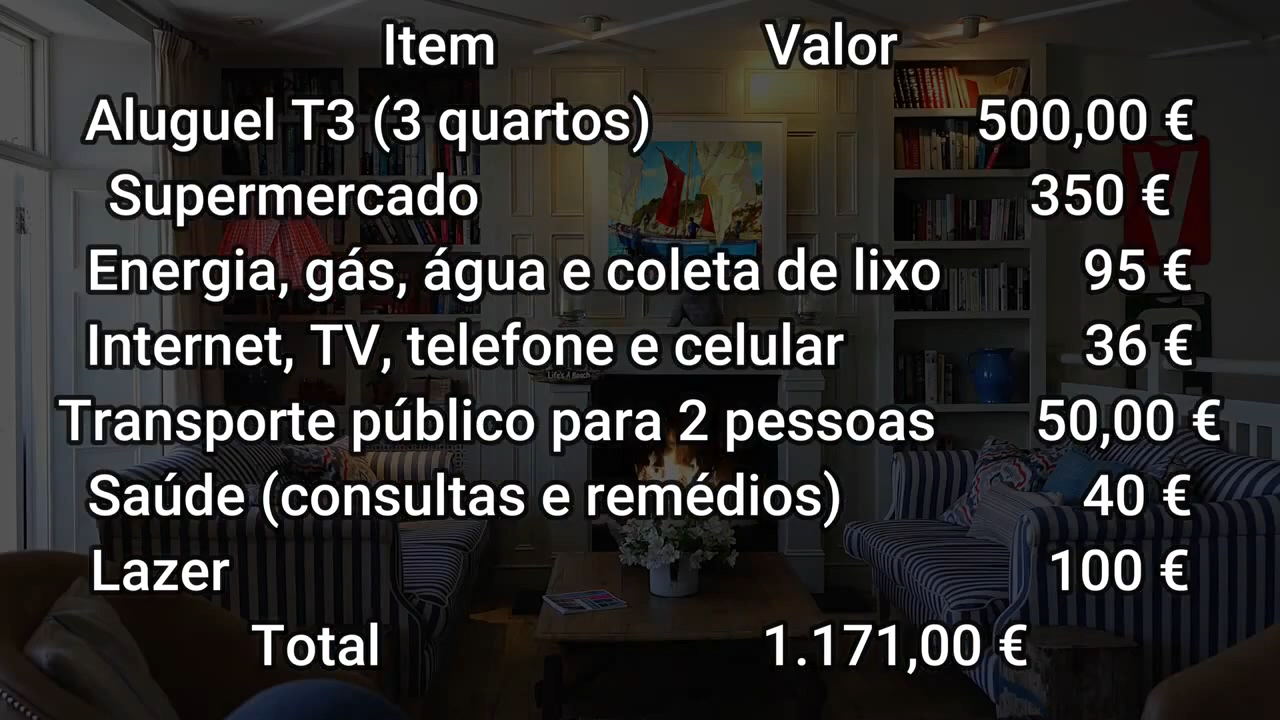 Item Valor
Aluguel T3 (3 quartos) 500,00 €
Supermercado 350 €
Energia, gás, água e coleta de lixo 95 €
Internet, TV, telefone e celular 36 €
Transporte público para 2 pessoas 50,00 €
Saúde (consultas e remédios) 40 €
Lazer 100 €
Total 1.171,00 €
Life's A Beach